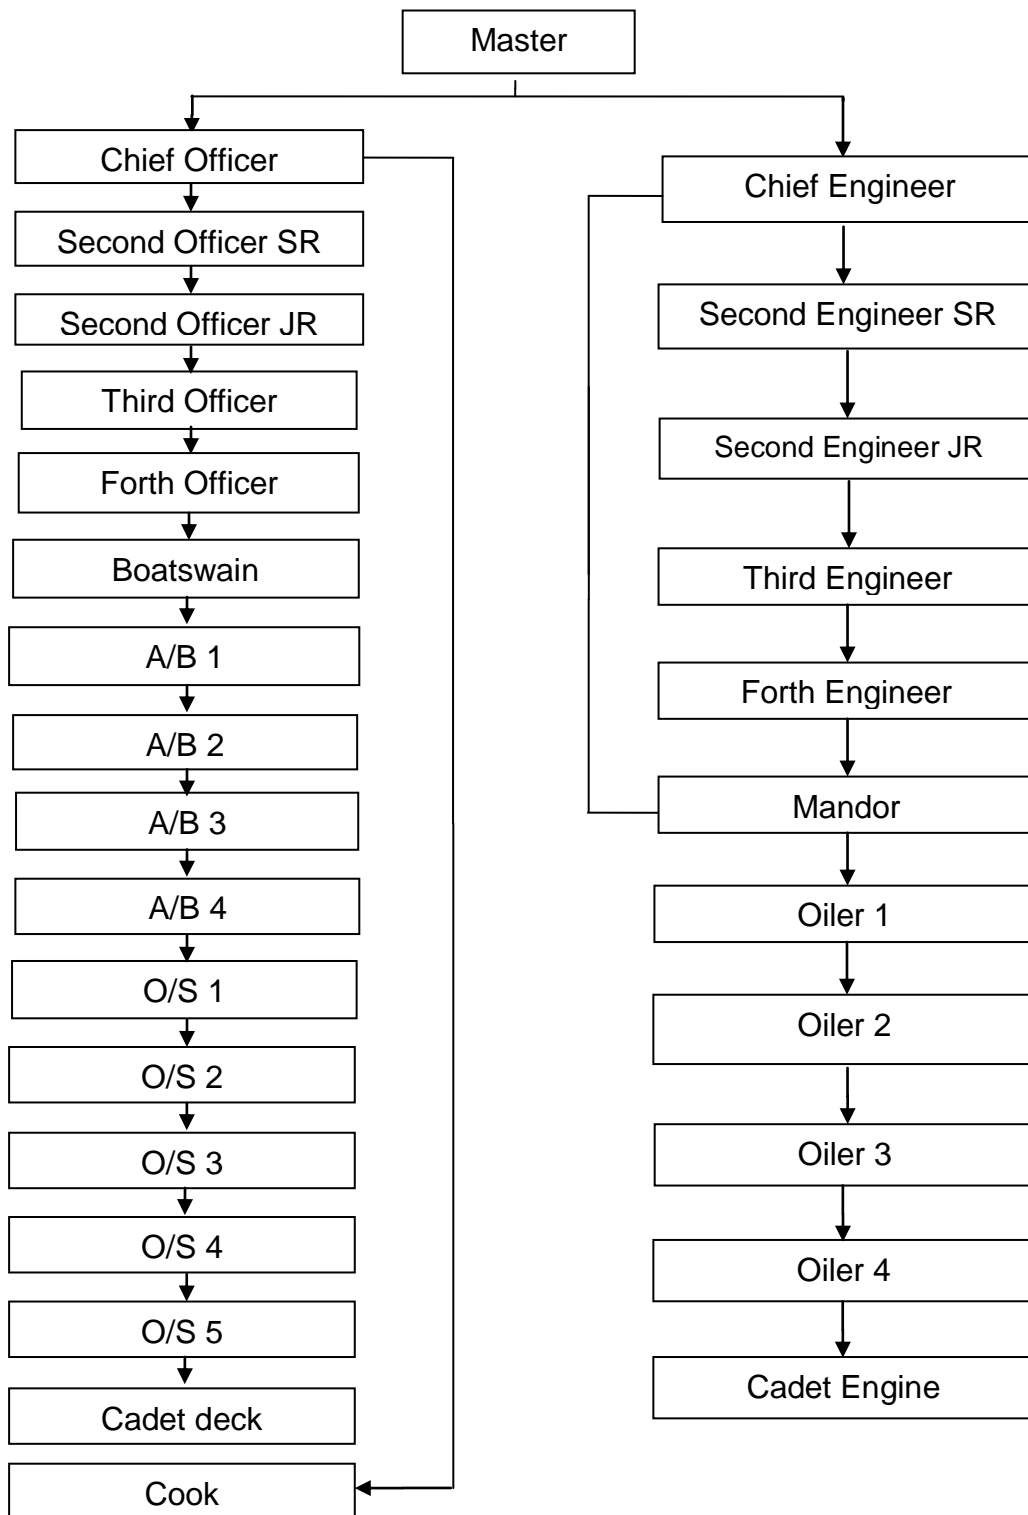 Master
Chief Officer
Second Officer SR
Second Officer JR
Third Officer
Forth Officer
Boatswain
A/B 1
A/B 2
A/B 3
A/B 4
O/S 1
O/S 2
O/S 3
O/S 4
O/S 5
Cadet deck
Cook
Chief Engineer
Second Engineer SR
Second Engineer JR
Third Engineer
Forth Engineer
Mandor
Oiler 1
Oiler 2
Oiler 3
Oiler 4
Cadet Engine